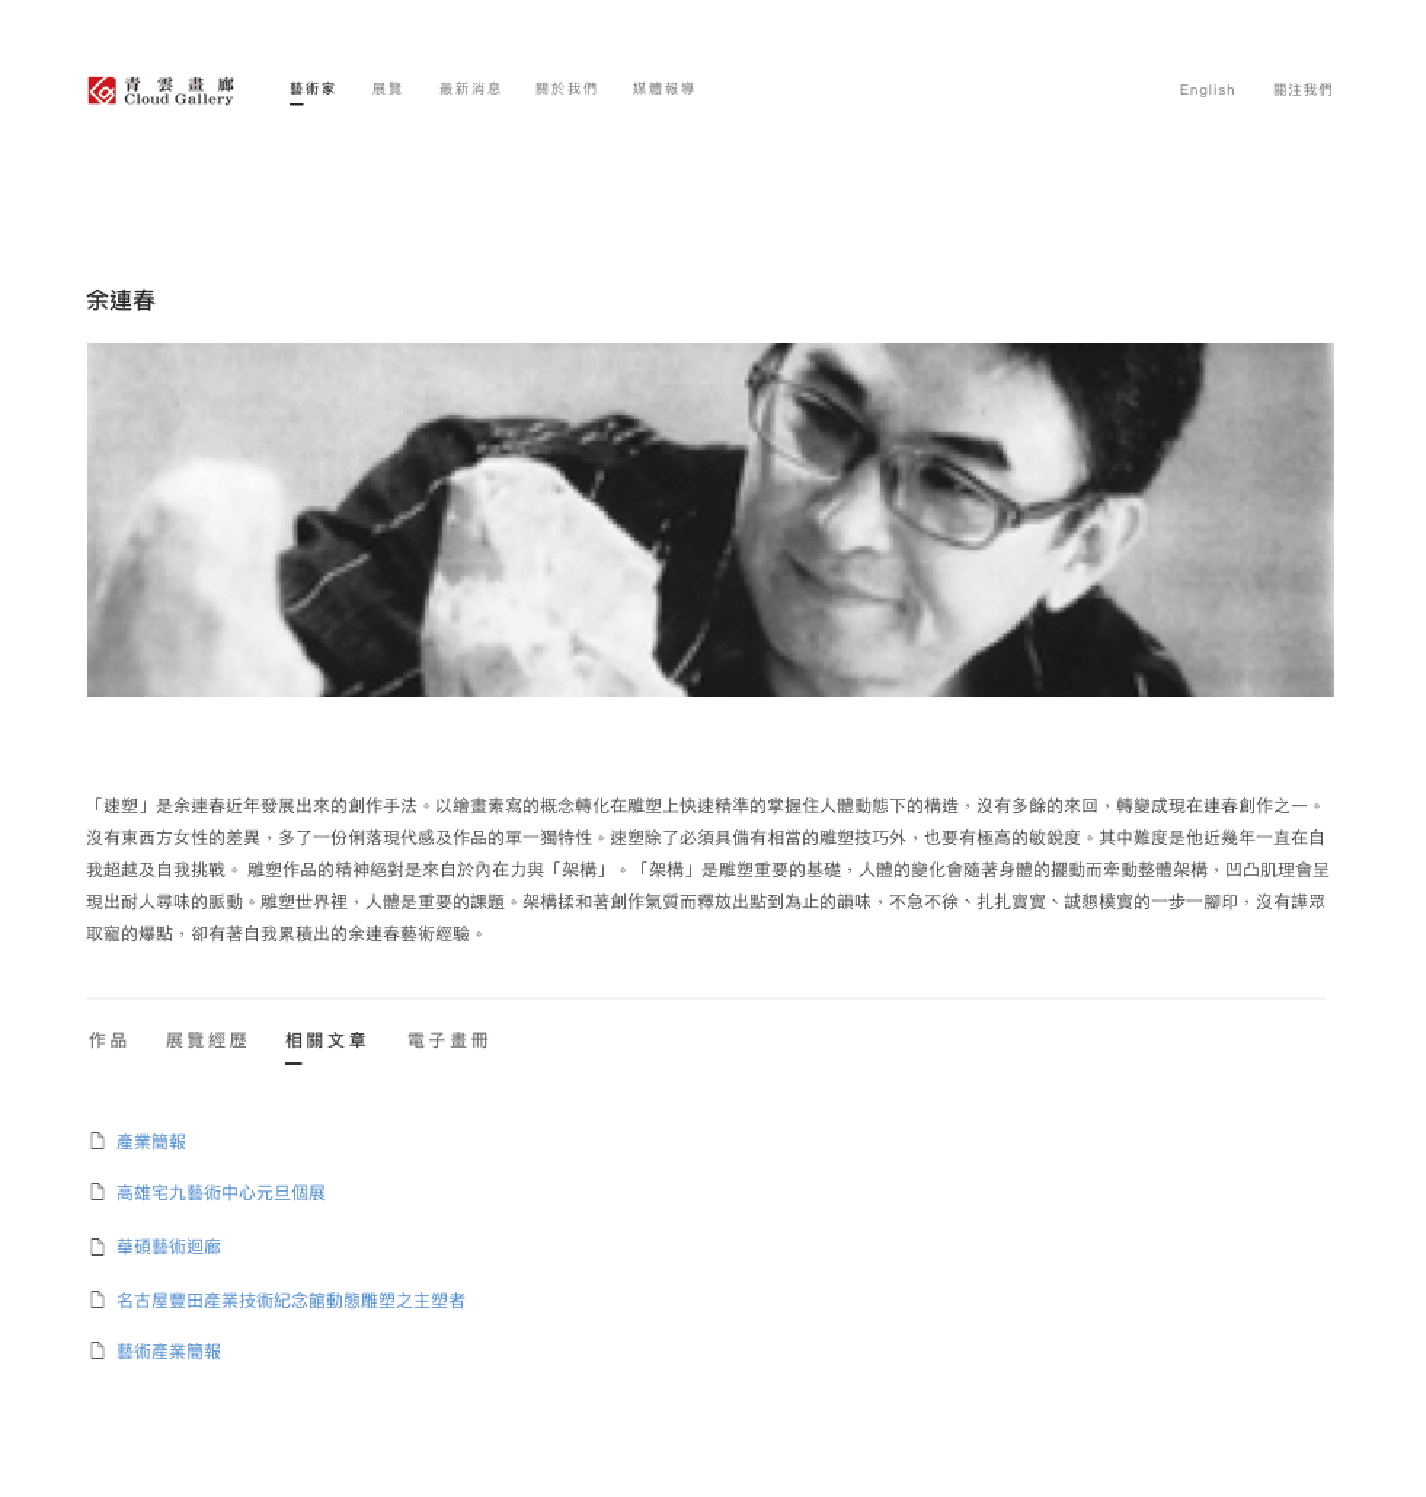 青雲畫廊
Cloud Gallery
藝術家
展覽
最新消息
關於我們
媒體報導
English
關注我們
余連春
「速塑」是余連春近年發展出來的創作手法。以繪畫素寫的概念轉化在雕塑上快速精準的掌握住人體動態下的構造，沒有多餘的來回，轉變成現在連春創作之一。
沒有東西方女性的差異，多了一份俐落現代感及作品的單一獨特性。速塑除了必須具備有相當的雕塑技巧外，也要有極高的敏銳度。其中難度是他近幾年一直在自
我超越及自我挑戰。 雕塑作品的精神絕對是來自於內在力與「架構」。「架構」是雕塑重要的基礎，人體的變化會隨著身體的擺動而牽動整體架構，凹凸肌理會呈
現出耐人尋味的脈動。雕塑世界裡，人體是重要的課題。架構揉和著創作氣質而釋放出點到為止的韻味，不急不徐、扎扎實實、誠懇樸實的一步一腳印，沒有譁眾
取寵的爆點，卻有著自我累積出的余連春藝術經驗。
作品
展覽經歷
相關文章
電子畫冊
產業簡報
高雄宅九藝術中心元旦個展
華碩藝術迴廊
名古屋豐田產業技術紀念館動態雕塑之主塑者
藝術產業簡報